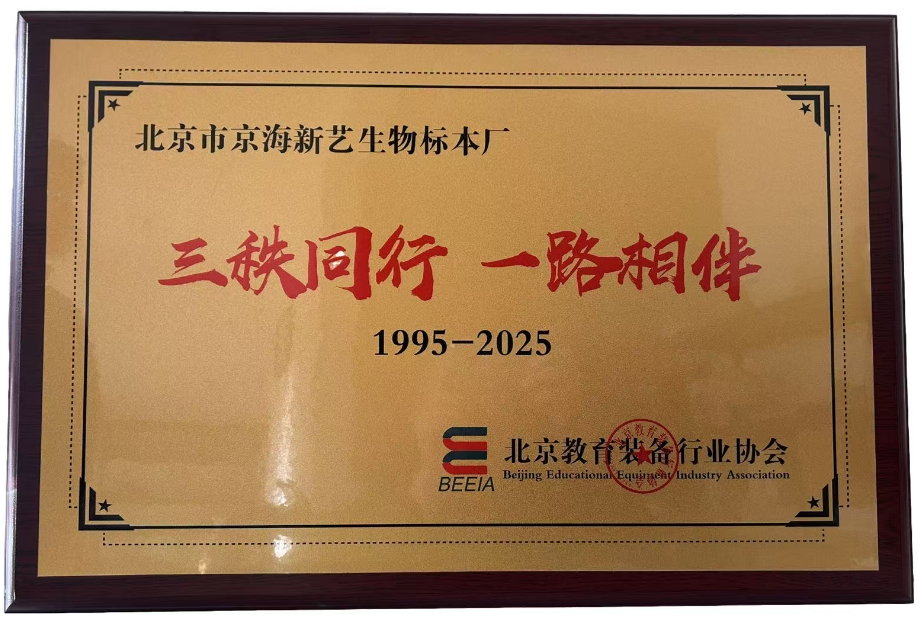 北京市京海新艺生物标本厂
三秩同行 一路相伴
1995-2025
BEEIA
北京教育装备行业协会
Beijing Educational Equipment Industry Association